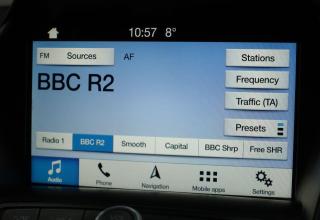 10:57 8°
FM Sources AF Stations
BBC R2
Frequency
Traffic (TA)
Presets
Radio 1 BBC R2 Smooth Capital BBC Shrp Free SHR
Audio Phone Navigation Mobile apps Settings